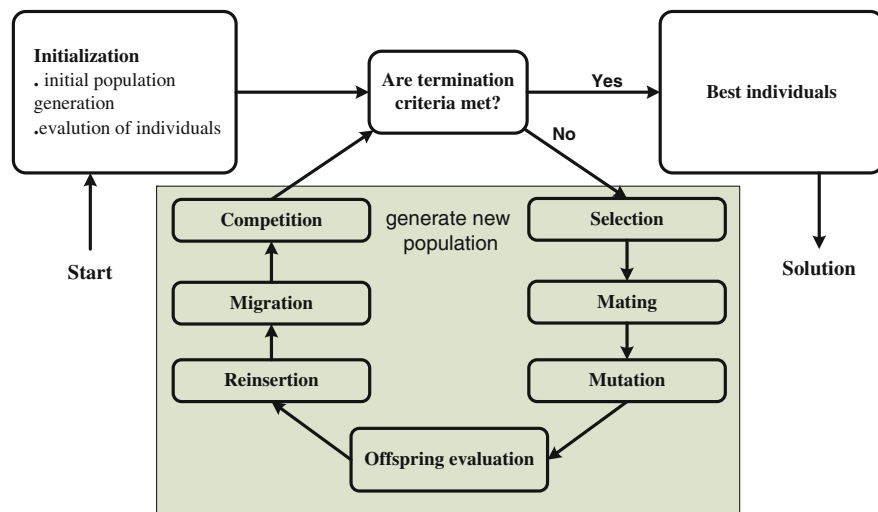 Initialization
. initial population
generation
.evalution of individuals
Are termination
criteria met?
Yes
Best individuals
No
Start
Solution
generate new
population
Selection
Mating
Mutation
Offspring evaluation
Reinsertion
Migration
Competition